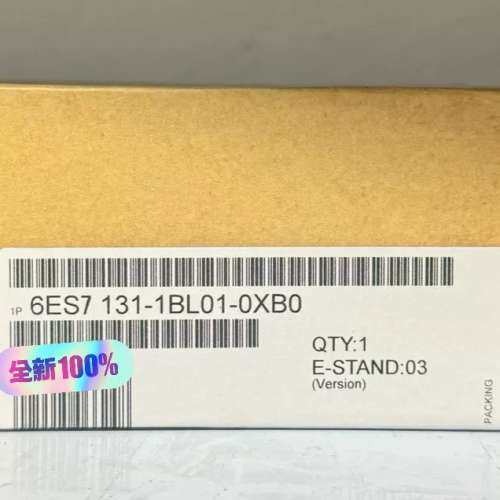 1P 6ES7 131-1BL01-0XB0
QTY:1
E-STAND:03
(Version)
全新100%
PACKING